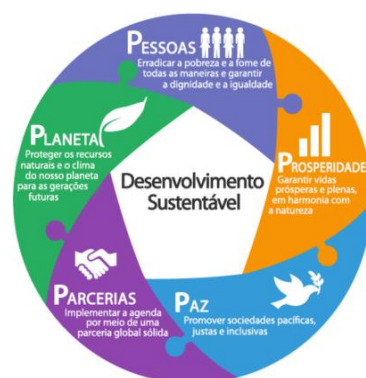 PESSOAS
Erradicar a pobreza e a fome de
todas as maneiras e garantir
a dignidade e a igualdade
PROSPERIDADE
Garantir vidas
prósperas e plenas,
em harmonia com
a natureza
PAZ
Promover sociedades pacíficas,
justas e inclusivas
PARCERIAS
Implementar a agenda
por meio de uma
parceria global sólida
PLANETA
Proteger os recursos
naturais e o clima
do nosso planeta
para as gerações
futuras
Desenvolvimento
Sustentável